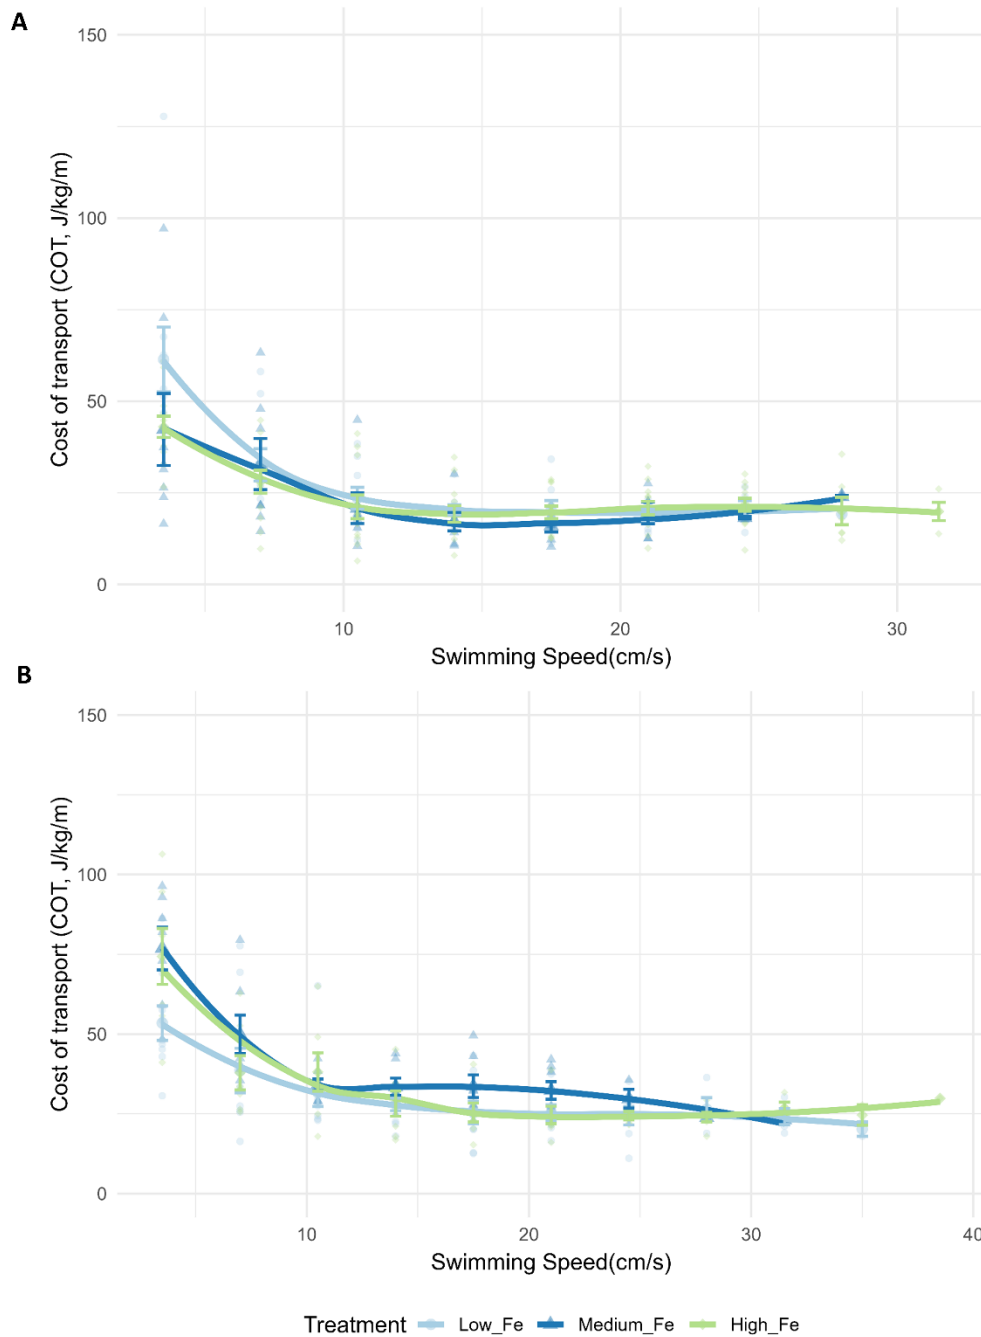 A
150
100
50
0
Cost of transport (COT, J/kg/m)
10
20
30
Swimming Speed(cm/s)
B
150
100
50
0
Cost of transport (COT, J/kg/m)
10
20
30
40
Swimming Speed(cm/s)
Treatment Low_Fe Medium_Fe High_Fe